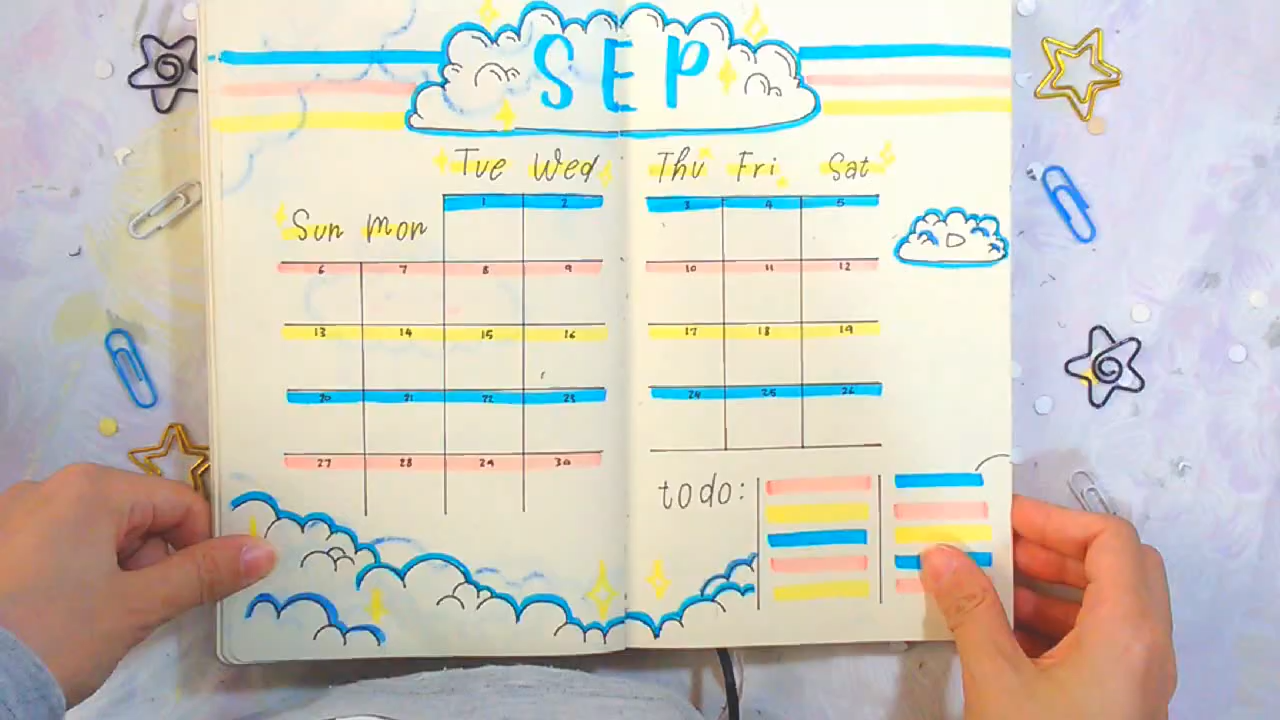 SEP
Tue Wed Thu Fri Sat
Sun Mon
1 2 3 4 5
6 7 8 9 10 11 12
13 14 15 16 17 18 19
20 21 22 23 24 25 26
27 28 29 30
todo: